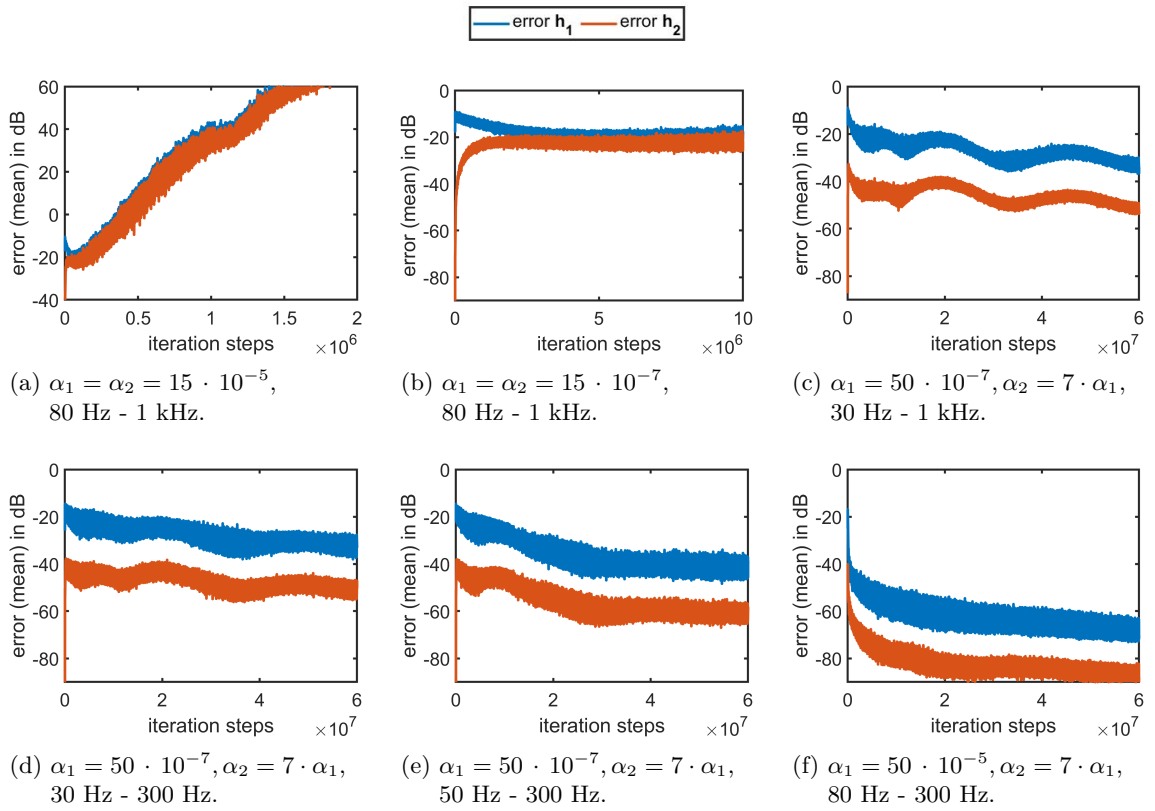 error h1 error h2
60
40
20
0
-20
-40
error (mean) in dB
0 0.5 1 1.5 2
iteration steps ×10^6
(a) α1 = α2 = 15 · 10^−5,
80 Hz - 1 kHz.
0
-20
-40
-60
-80
error (mean) in dB
0 5 10
iteration steps ×10^6
(b) α1 = α2 = 15 · 10^−7,
80 Hz - 1 kHz.
0
-20
-40
-60
-80
error (mean) in dB
0 2 4 6
iteration steps ×10^7
(c) α1 = 50 · 10^−7, α2 = 7 · α1,
30 Hz - 1 kHz.
0
-20
-40
-60
-80
error (mean) in dB
0 2 4 6
iteration steps ×10^7
(d) α1 = 50 · 10^−7, α2 = 7 · α1,
30 Hz - 300 Hz.
0
-20
-40
-60
-80
error (mean) in dB
0 2 4 6
iteration steps ×10^7
(e) α1 = 50 · 10^−7, α2 = 7 · α1,
50 Hz - 300 Hz.
0
-20
-40
-60
-80
error (mean) in dB
0 2 4 6
iteration steps ×10^7
(f) α1 = 50 · 10^−5, α2 = 7 · α1,
80 Hz - 300 Hz.